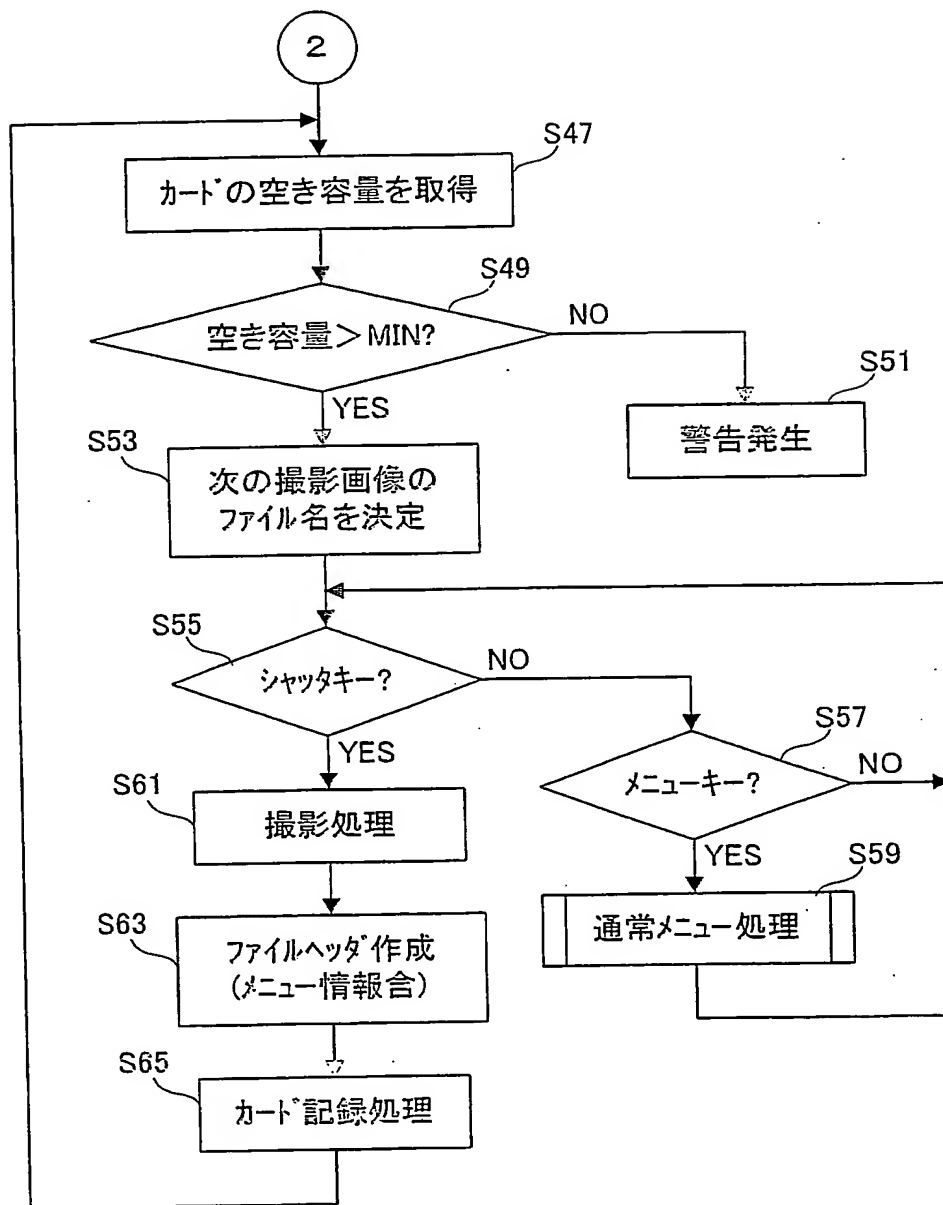 2
S47
カードの空き容量を取得
S49
空き容量＞MIN?
NO
YES
S51
警告発生
S53
次の撮影画像の
ファイル名を決定
S55
シャッタキー?
NO
YES
S57
メニューキー?
NO
YES
S59
通常メニュー処理
S61
撮影処理
S63
ファイルヘッダ作成
(メニュー情報含)
S65
カード記録処理